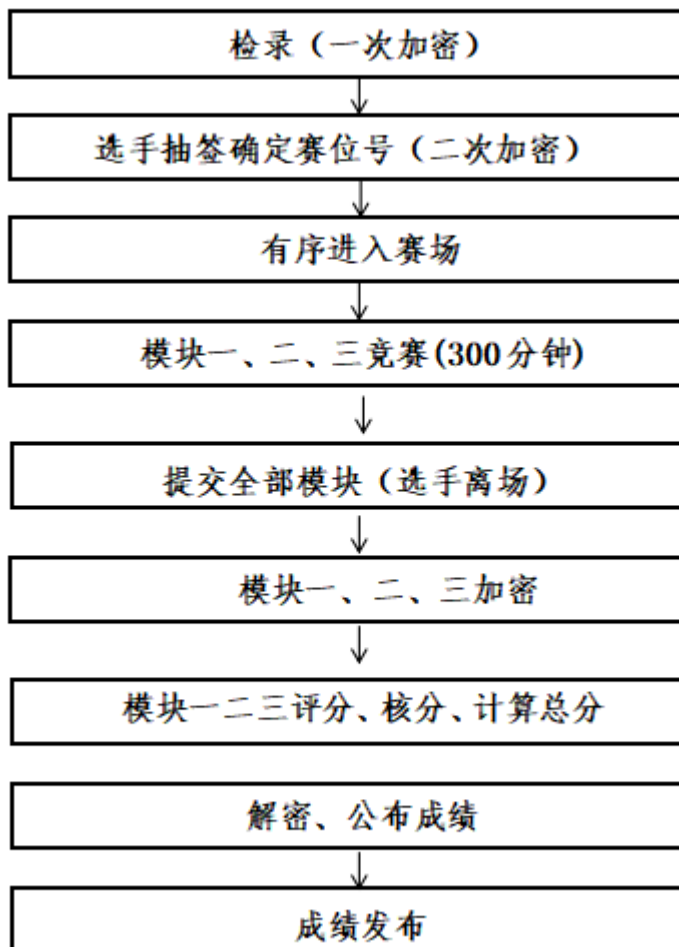 检录（一次加密）
选手抽签确定赛位号（二次加密）
有序进入赛场
模块一、二、三竞赛(300分钟)
提交全部模块（选手离场）
模块一、二、三加密
模块一二三评分、核分、计算总分
解密、公布成绩
成绩发布